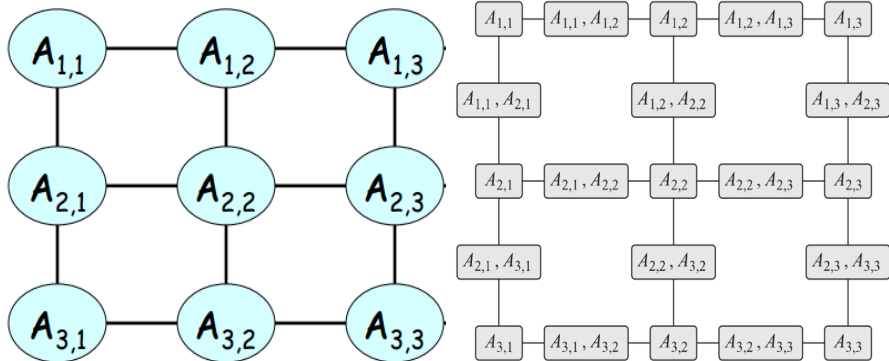 A1,1 A1,2 A1,3
A2,1 A2,2 A2,3
A3,1 A3,2 A3,3
A1,1 A1,1 , A1,2 A1,2 A1,2 , A1,3 A1,3
A1,1 , A2,1 A1,2 , A2,2 A1,3 , A2,3
A2,1 A2,1 , A2,2 A2,2 A2,2 , A2,3 A2,3
A2,1 , A3,1 A2,2 , A3,2 A2,3 , A3,3
A3,1 A3,1 , A3,2 A3,2 A3,2 , A3,3 A3,3